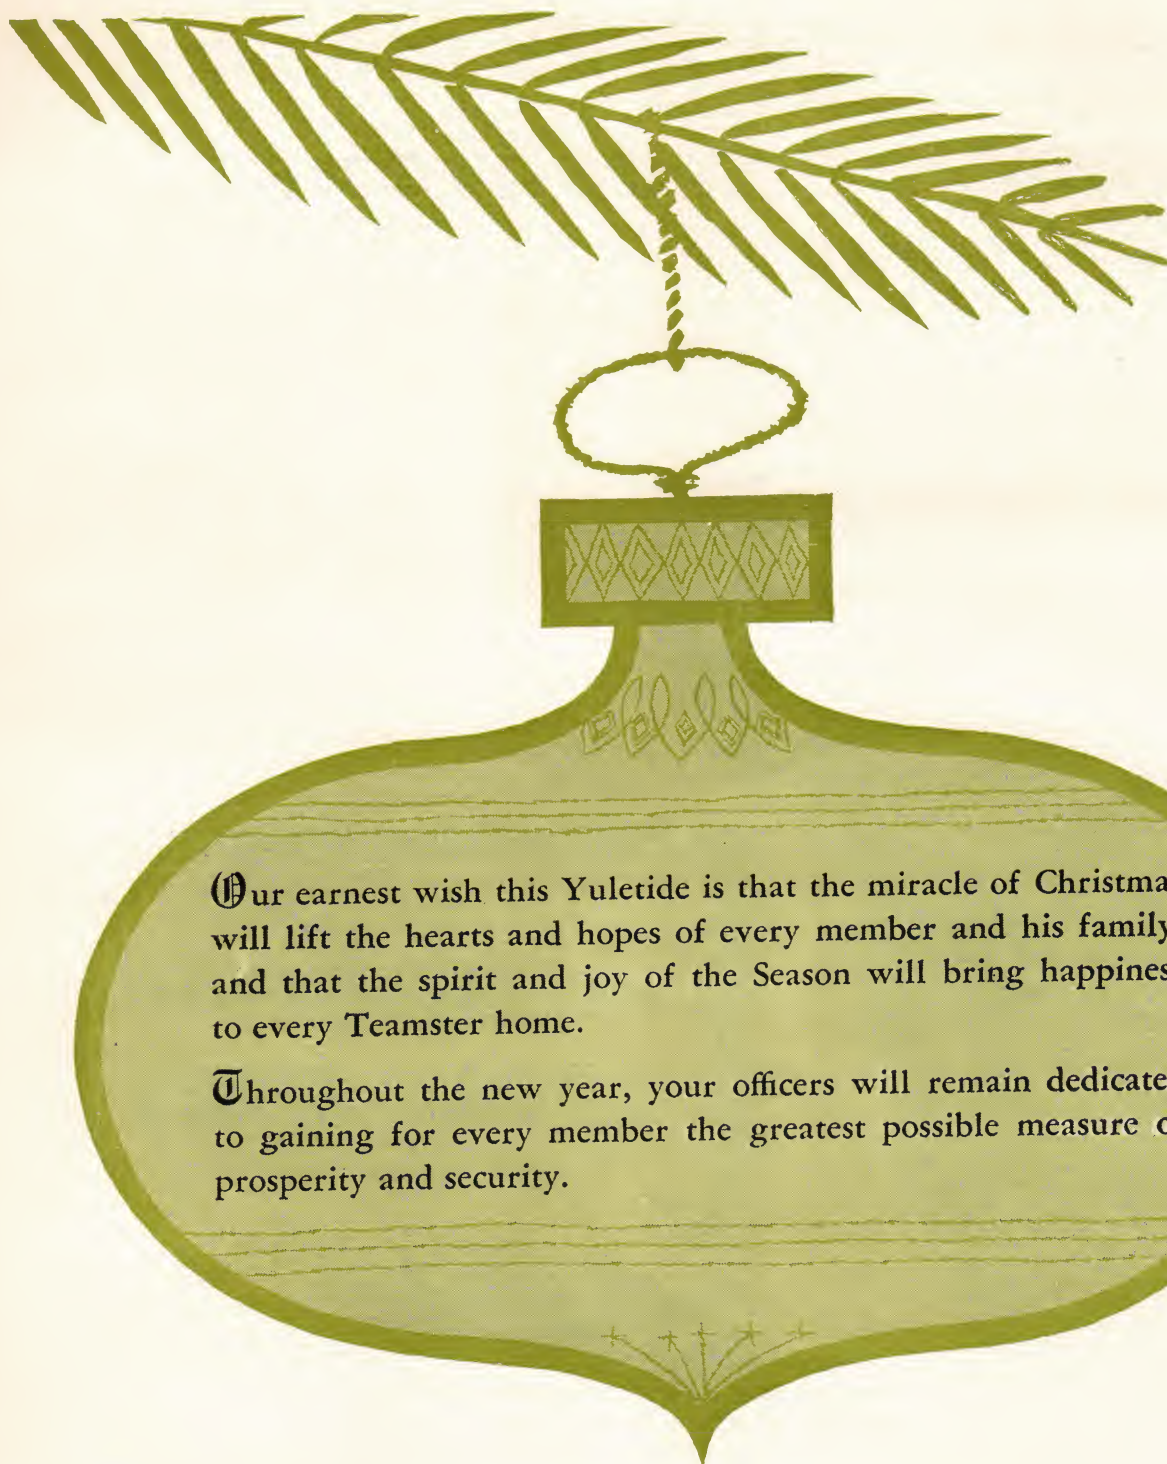 Our earnest wish this Yuletide is that the miracle of Christma
will lift the hearts and hopes of every member and his family
and that the spirit and joy of the Season will bring happines
to every Teamster home.
Throughout the new year, your officers will remain dedicate
to gaining for every member the greatest possible measure o
prosperity and security.